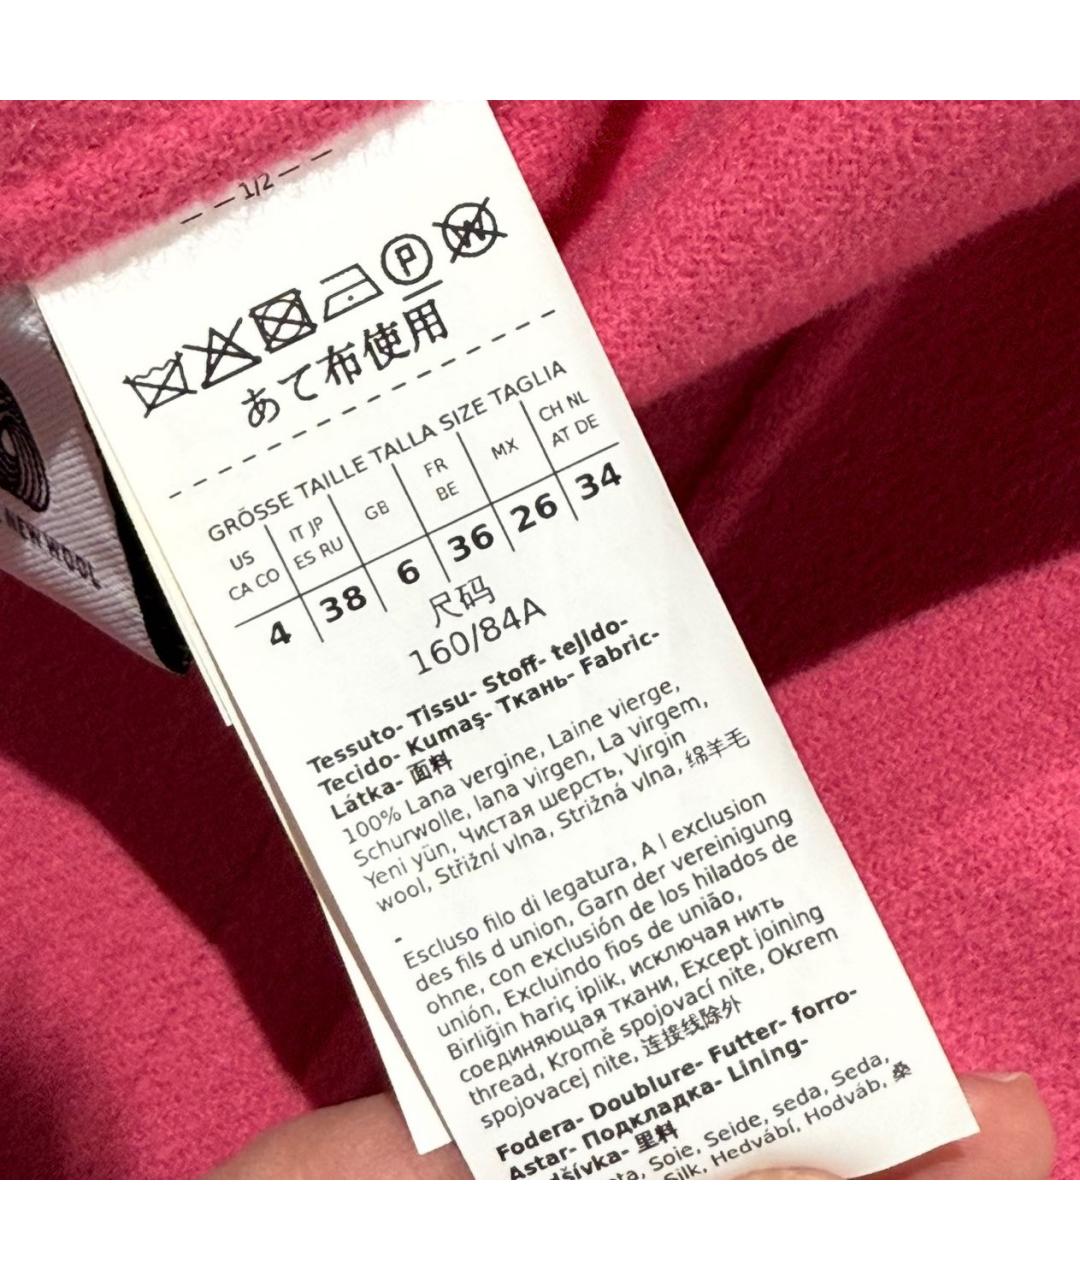 1/2
P
W
あて布使用
GRÖSSE TAILLE TALLA SIZE TAGLIA
US CA CO
IT JP ES RU
GB
FR BE
MX
CH NL AT DE
4 38 6 36 26 34
尺码
160/84A
Tessuto- Tissu- Stoff- tejIdo-
Tecido- Kumaş- Ткань- Fabric-
Látka- 面料
100% Lana vergine, Laine vierge,
Schurwolle, lana virgen, La virgem,
Yeni yün, Чистая шерсть, Virgin
wool, Střižní vlna, Strižná vlna, 绵羊毛
-
Escluso filo di legatura, A l exclusion
des fils d union, Garn der vereinigung
ohne, con exclusión de los hilados de
unión, Excluindo fios de união,
Birliğin hariç iplik, исключая нить
соединяющая ткани, Except joining
thread, Kromě spojovací nite, Okrem
spojovacej nite, 连接线除外
Fodera- Doublure- Futter- forro-
Astar- Подкладка- Lining-
dšívka- 里料
ta, Soie, Seide, seda, Seda,
Silk, Hedvábí, Hodváb, 桑
NEW WOOL